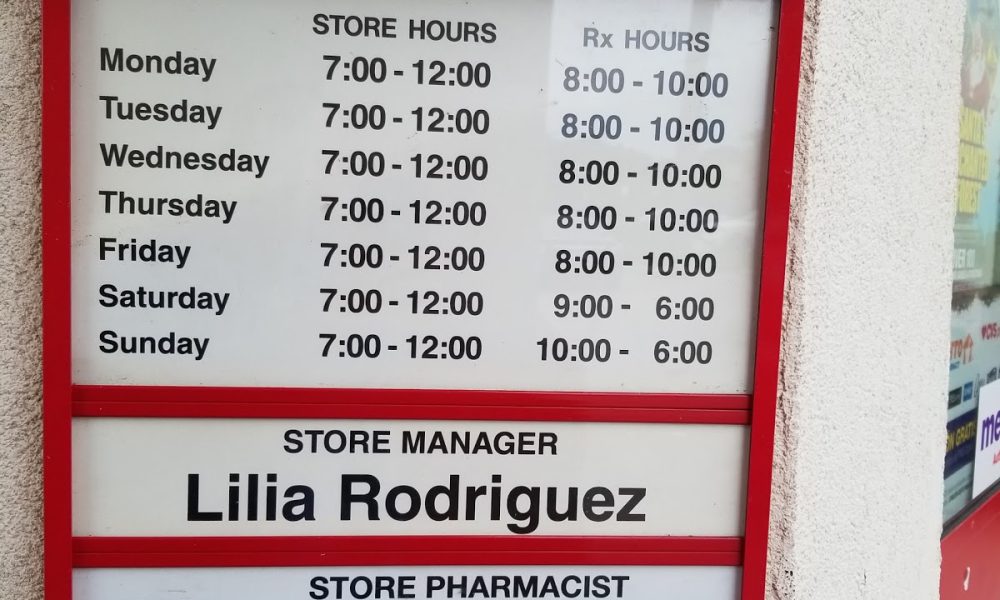 STORE HOURS Rx HOURS
Monday 7:00 - 12:00 8:00 - 10:00
Tuesday 7:00 - 12:00 8:00 - 10:00
Wednesday 7:00 - 12:00 8:00 - 10:00
Thursday 7:00 - 12:00 8:00 - 10:00
Friday 7:00 - 12:00 8:00 - 10:00
Saturday 7:00 - 12:00 9:00 - 6:00
Sunday 7:00 - 12:00 10:00 - 6:00
STORE MANAGER
Lilia Rodriguez
STORE PHARMACIST